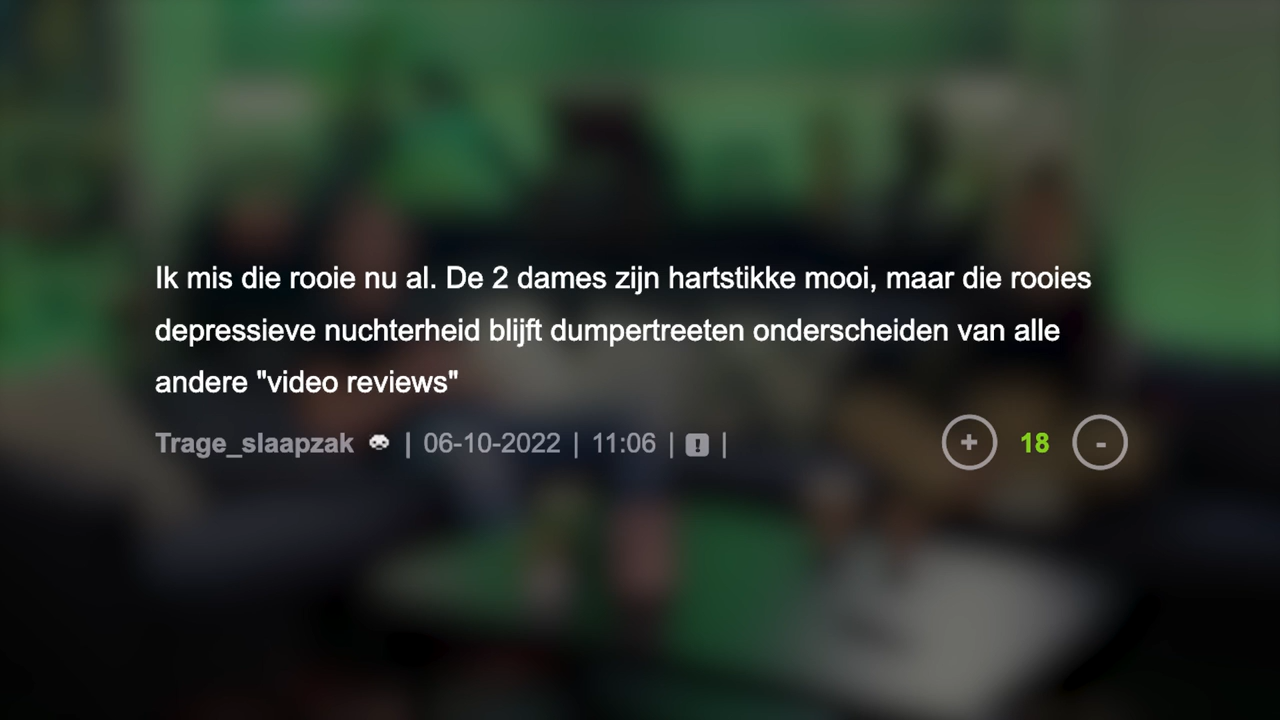 Ik mis die rooie nu al. De 2 dames zijn hartstikke mooi, maar die rooies
depressieve nuchterheid blijft dumpertreeten onderscheiden van alle
andere "video reviews"
Trage_slaapzak | 06-10-2022 | 11:06 | ! | + 18 -